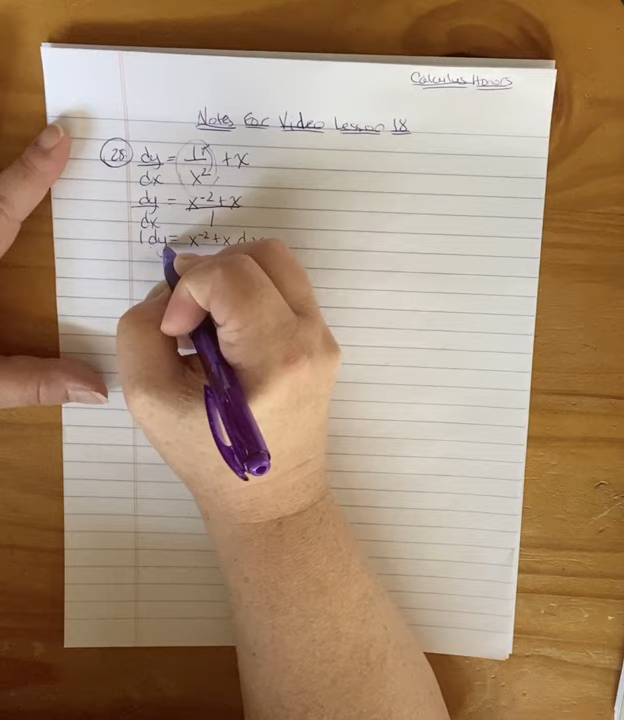 Calculus Honors
Notes For Video Lesson 18
28. dy/dx = 1/x² + x
dy/dx = x⁻² + x / 1
1 dy = x⁻² + x dx